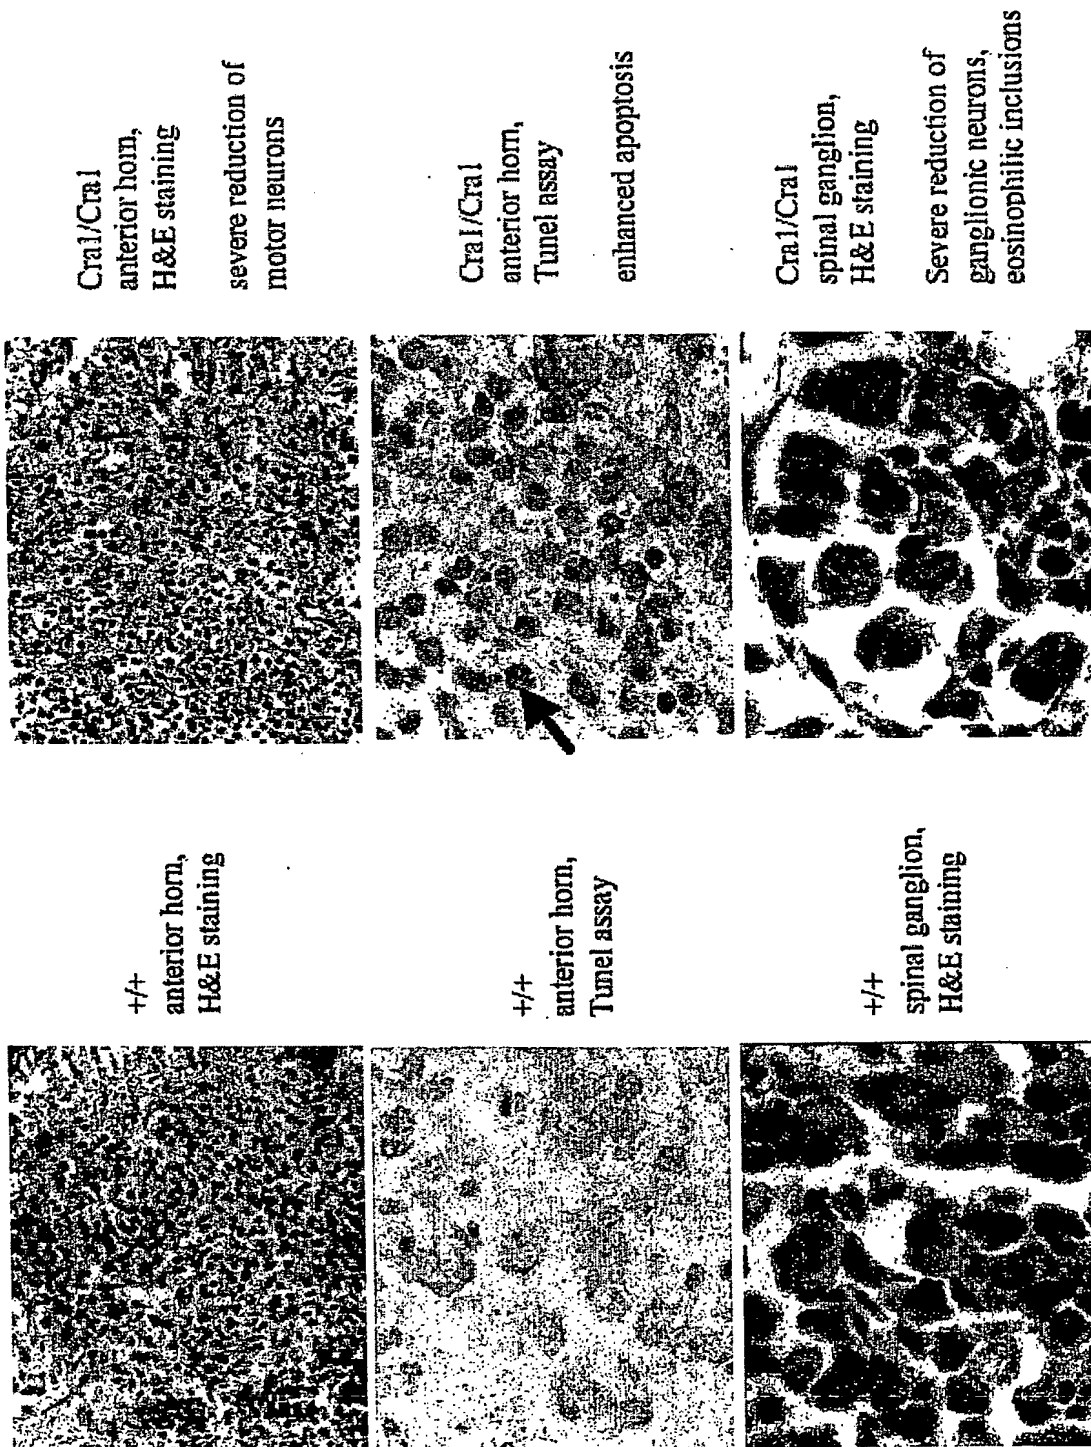 +/+
anterior horn,
H&E staining
Cra1/Cra1
anterior horn,
H&E staining
severe reduction of
motor neurons
+/+
anterior horn,
Tunel assay
Cra1/Cra1
anterior horn,
Tunel assay
enhanced apoptosis
+/+
spinal ganglion,
H&E staining
Cra1/Cra1
spinal ganglion,
H&E staining
Severe reduction of
ganglionic neurons,
eosinophilic inclusions